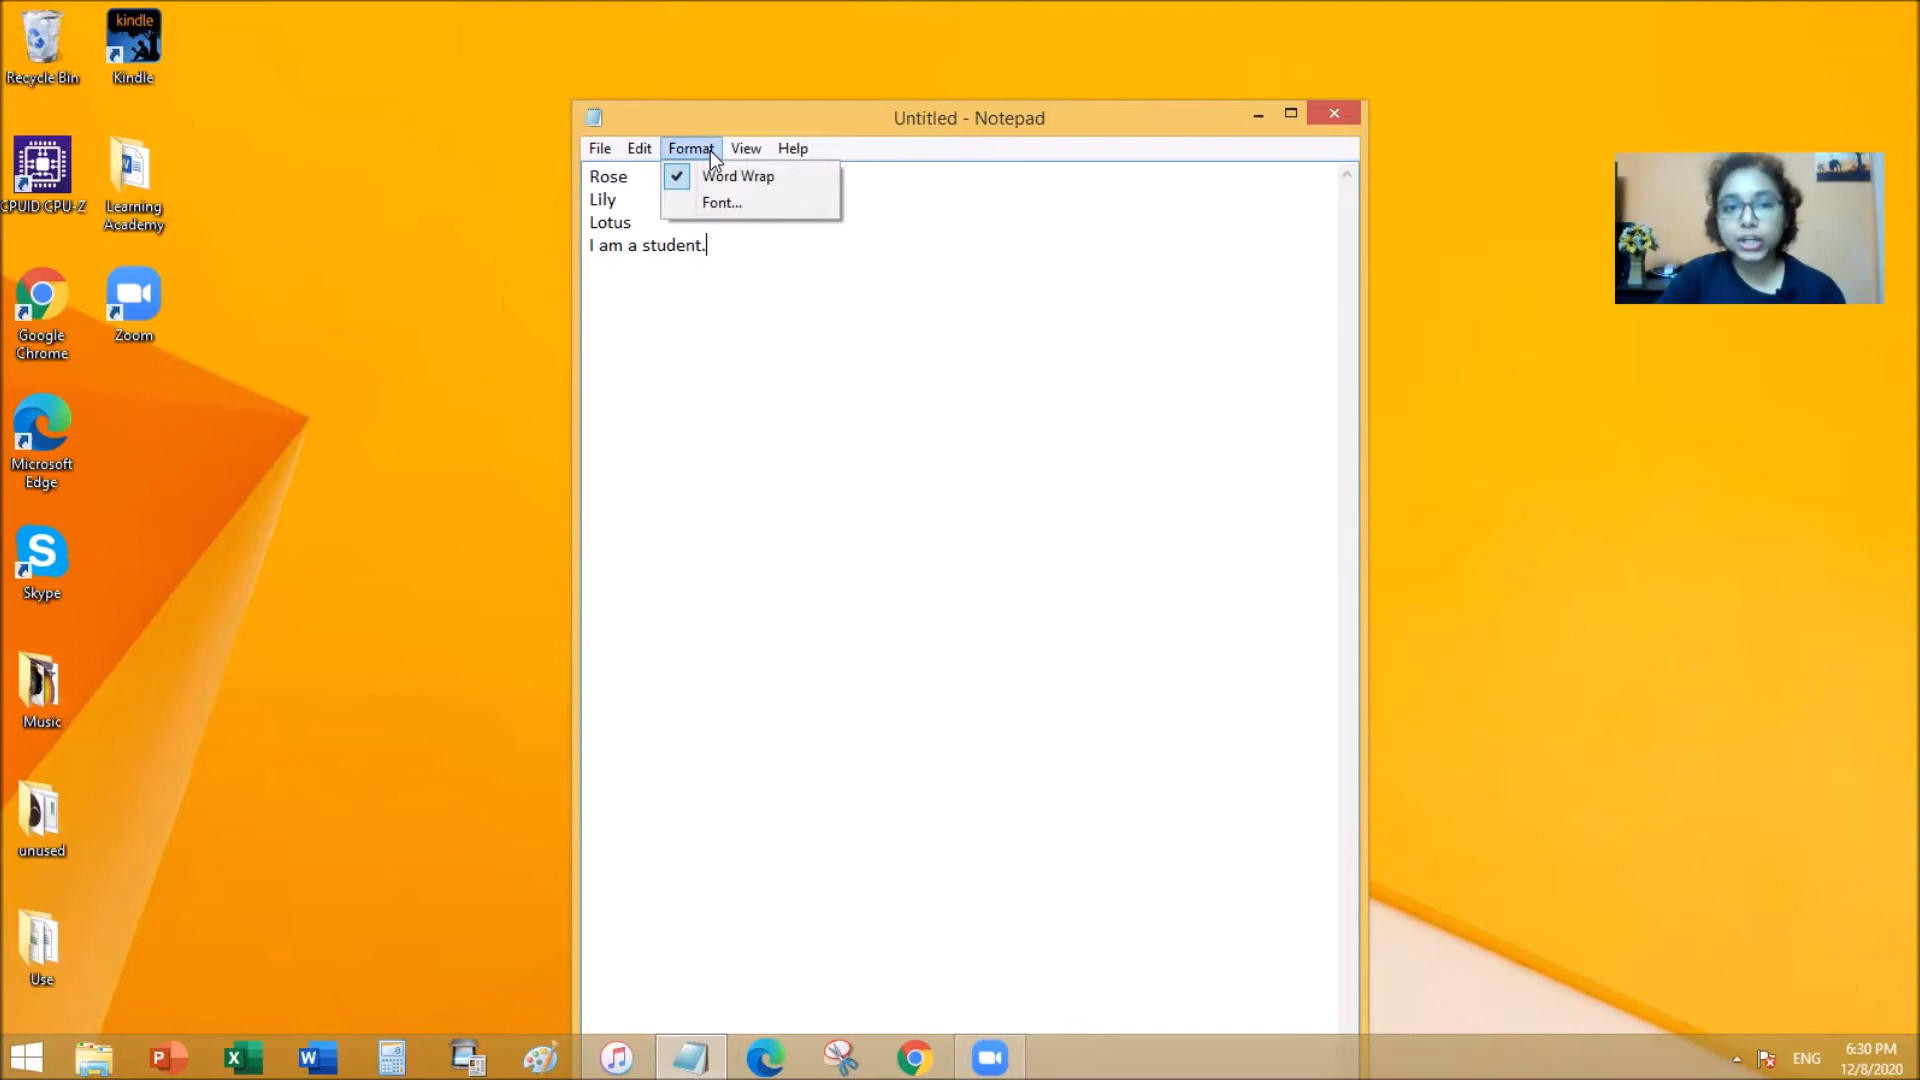 Recycle Bin
kindle
Kindle
CPUID CPU-Z
Learning
Academy
Google
Chrome
Zoom
Microsoft
Edge
S
Skype
Music
unused
Use
Untitled - Notepad
File Edit Format View Help
Word Wrap
Font...
Rose
Lily
Lotus
I am a student.
P
X
W
ENG
6:30 PM
12/8/2020